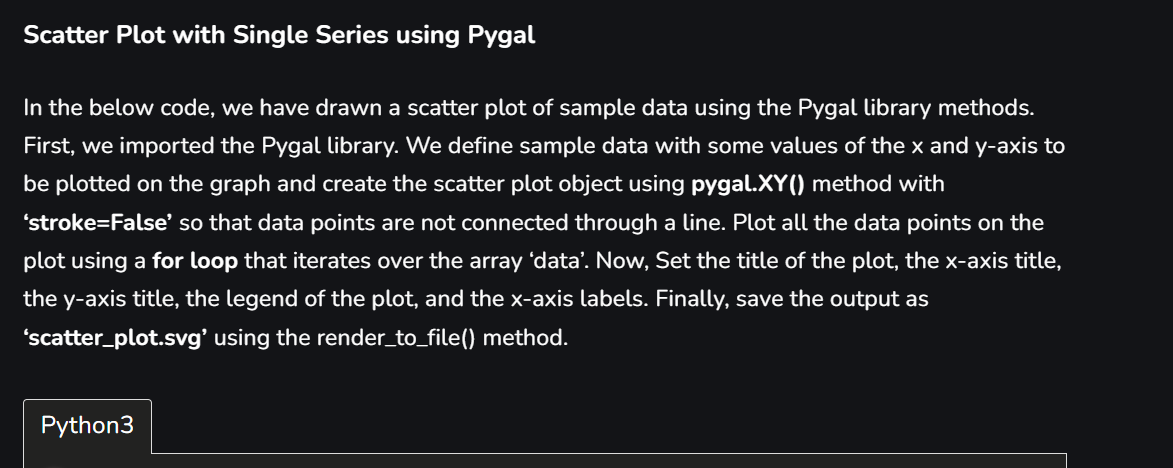 Scatter Plot with Single Series using Pygal
In the below code, we have drawn a scatter plot of sample data using the Pygal library methods.
First, we imported the Pygal library. We define sample data with some values of the x and y-axis to
be plotted on the graph and create the scatter plot object using pygal.XY() method with
‘stroke=False’ so that data points are not connected through a line. Plot all the data points on the
plot using a for loop that iterates over the array ‘data’. Now, Set the title of the plot, the x-axis title,
the y-axis title, the legend of the plot, and the x-axis labels. Finally, save the output as
‘scatter_plot.svg’ using the render_to_file() method.
Python3